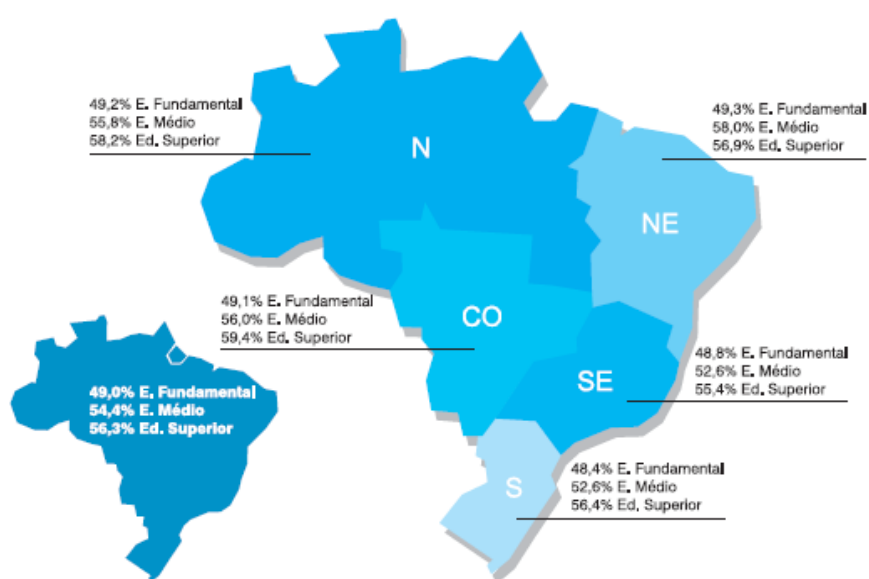 49,2% E. Fundamental
55,8% E. Médio
58,2% Ed. Superior
N
49,3% E. Fundamental
58,0% E. Médio
56,9% Ed. Superior
NE
49,1% E. Fundamental
56,0% E. Médio
59,4% Ed. Superior
CO
48,8% E. Fundamental
52,6% E. Médio
55,4% Ed. Superior
SE
49,0% E. Fundamental
54,4% E. Médio
56,3% Ed. Superior
48,4% E. Fundamental
52,6% E. Médio
56,4% Ed. Superior
S